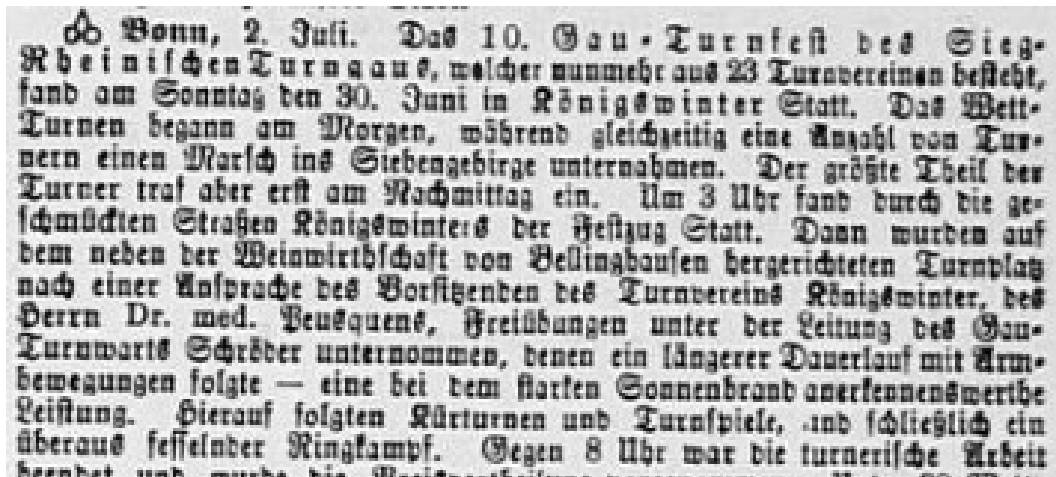 Bonn, 2. Juli. Das 10. Gau-Turnfest des Sieg-
Rheinischen Turngaus, welcher nunmehr aus 23 Turnvereinen besteht,
fand am Sonntag den 30. Juni in Königswinter Statt. Das Wett-
Turnen begann am Morgen, während gleichzeitig eine Anzahl von Tur-
nern einen Marsch ins Siebengebirge unternahmen. Der größte Theil der
Turner traf aber erst am Nachmittag ein. Um 3 Uhr fand durch die ge-
schmückten Straßen Königswinters der Festzug Statt. Dann wurden auf
dem neben der Weinwirthschaft von Bellinghausen hergerichteten Turnplatz
nach einer Ansprache des Vorsitzenden des Turnvereins Königswinter, des
Herrn Dr. med. Peusquens, Freiübungen unter der Leitung des Gau-
Turnwarts Schröder unternommen, denen ein längerer Dauerlauf mit Arm-
bewegungen folgte — eine bei dem starken Sonnenbrand anerkennenswerthe
Leistung. Hierauf folgten Kürturnen und Turnspiele, und schließlich ein
überaus fesselnder Ringkampf. Gegen 8 Uhr war die turnerische Arbeit
beendet und wurde die